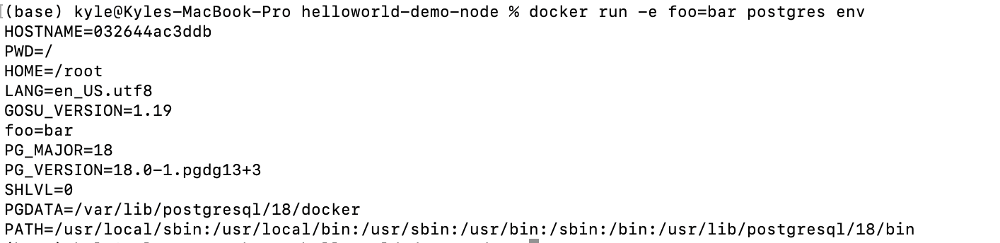 (base) kyle@Kyles-MacBook-Pro helloworld-demo-node % docker run -e foo=bar postgres env
HOSTNAME=032644ac3ddb
PWD=/
HOME=/root
LANG=en_US.utf8
GOSU_VERSION=1.19
foo=bar
PG_MAJOR=18
PG_VERSION=18.0-1.pgdg13+3
SHLVL=0
PGDATA=/var/lib/postgresql/18/docker
PATH=/usr/local/sbin:/usr/local/bin:/usr/sbin:/usr/bin:/sbin:/bin:/usr/lib/postgresql/18/bin